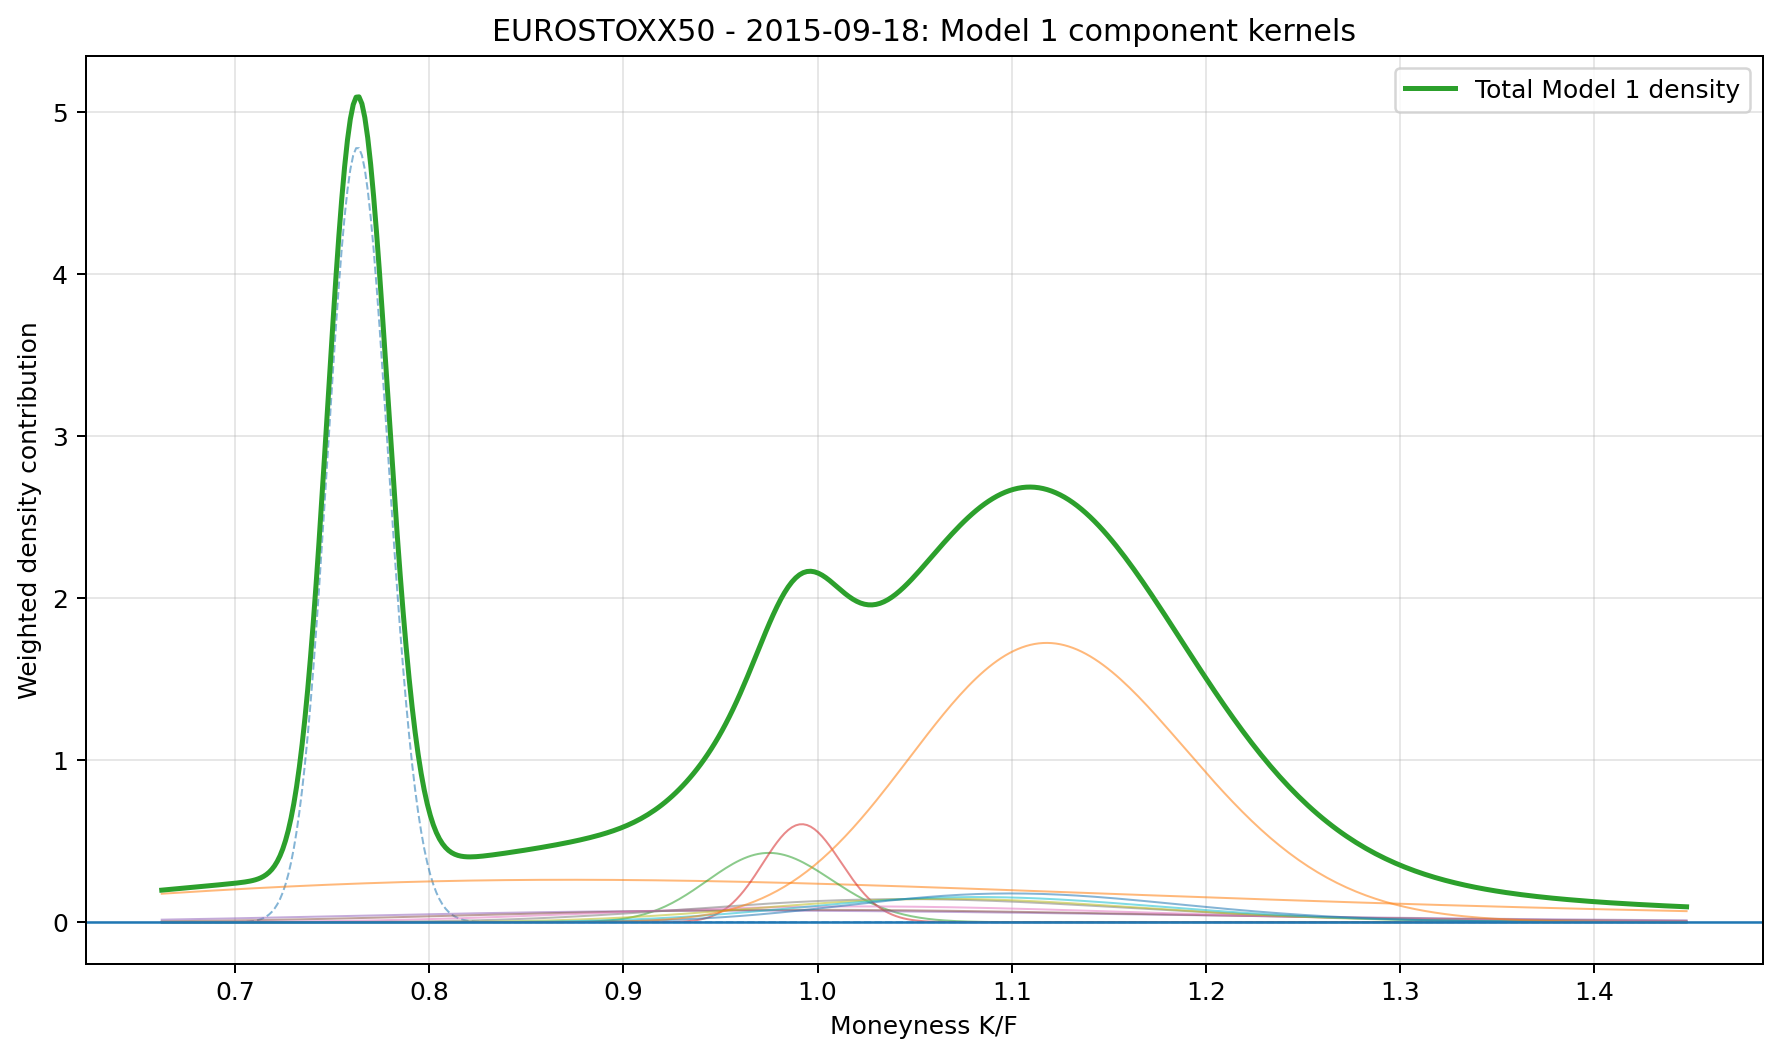 EUROSTOXX50 - 2015-09-18: Model 1 component kernels
Total Model 1 density
Weighted density contribution
5
4
3
2
1
0
0.7 0.8 0.9 1.0 1.1 1.2 1.3 1.4
Moneyness K/F